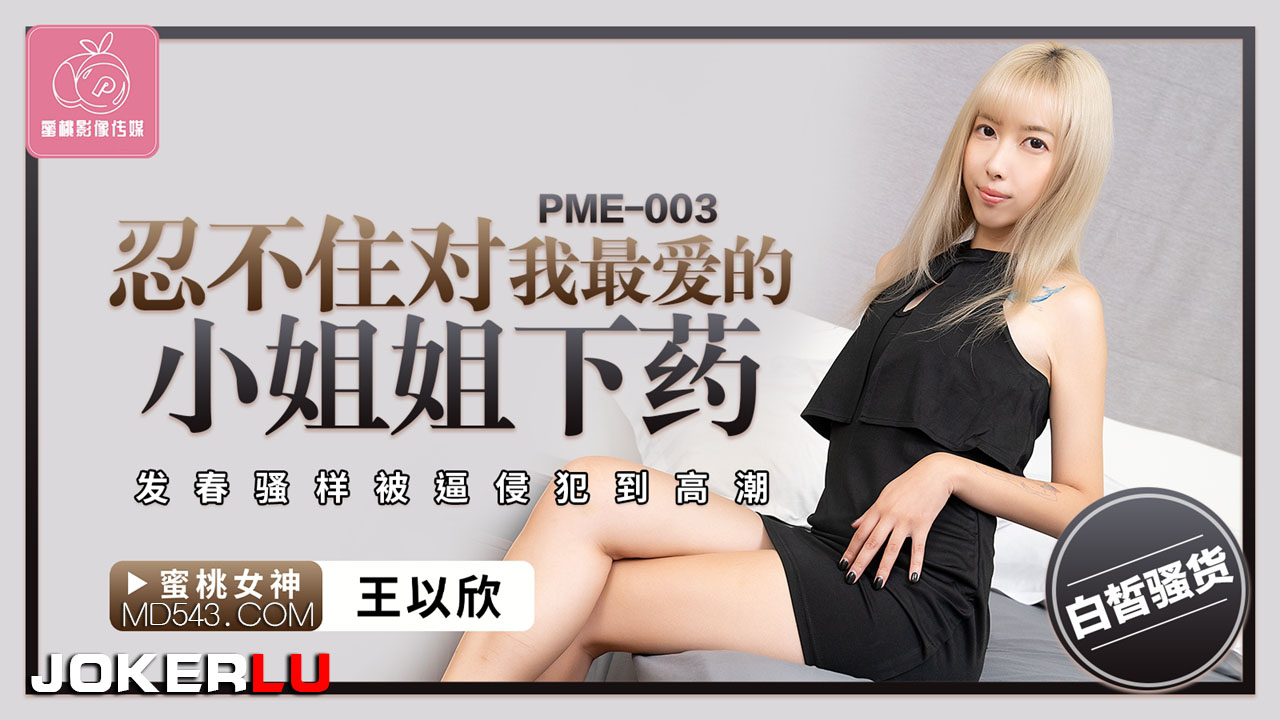 蜜桃影像传媒
PME-003
忍不住对我最爱的
小姐姐下药
发春骚样被逼侵犯到高潮
蜜桃女神
MD543.COM
王以欣
白皙骚货
JOKERLU